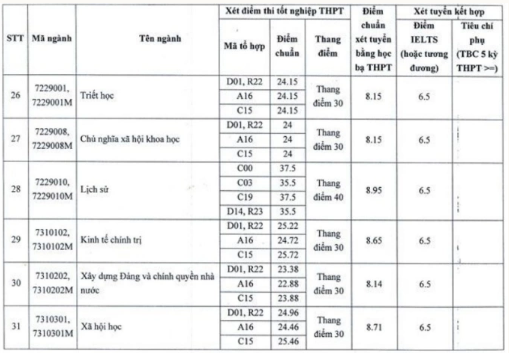 STT Mã ngành Tên ngành Xét điểm thi tốt nghiệp THPT Điểm chuẩn xét tuyển bằng học bạ THPT Xét tuyển kết hợp
Mã tổ hợp Điểm chuẩn Thang điểm Điểm IELTS (hoặc tương đương) Tiêu chí phụ (TBC 5 kỳ THPT >=)
26 7229001, 7229001M Triết học D01, R22 24.15 Thang điểm 30 8.15 6.5
A16 24.15
C15 24.15
27 7229008, 7229008M Chủ nghĩa xã hội khoa học D01, R22 24 Thang điểm 30 8.15 6.5
A16 24
C15 24
28 7229010, 7229010M Lịch sử C00 37.5 Thang điểm 40 8.95 6.5
C03 35.5
C19 37.5
D14, R23 35.5
29 7310102, 7310102M Kinh tế chính trị D01, R22 25.22 Thang điểm 30 8.65 6.5
A16 24.72
C15 25.72
30 7310202, 7310202M Xây dựng Đảng và chính quyền nhà nước D01, R22 23.38 Thang điểm 30 8.14 6.5
A16 22.88
C15 23.88
31 7310301, 7310301M Xã hội học D01, R22 24.96 Thang điểm 30 8.71 6.5
A16 24.46
C15 25.46